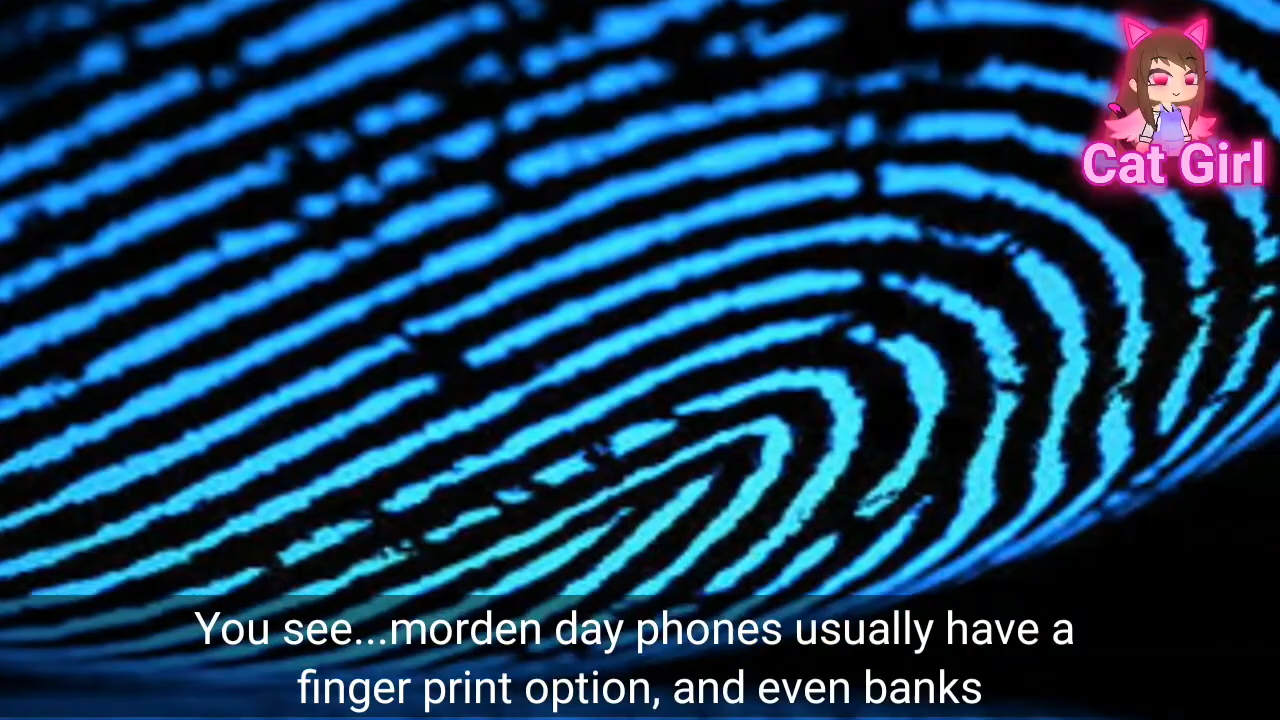 Cat Girl
You see...morden day phones usually have a
finger print option, and even banks